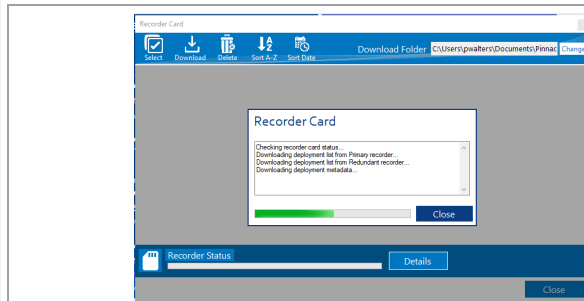 Recorder Card
Select Download Delete Sort A-Z Sort Date
Download Folder C:\Users\pwalters\Documents\Pinnac Change
Recorder Card
Checking recorder card status...
Downloading deployment list from Primary recorder...
Downloading deployment list from Redundant recorder...
Downloading deployment metadata...
Close
Recorder Status
Details
Close